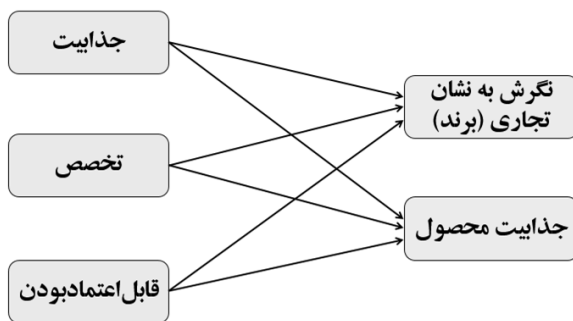 جذابیت
تخصص
قابل‌اعتمادبودن
نگرش به نشان
تجاری (برند)
جذابیت محصول